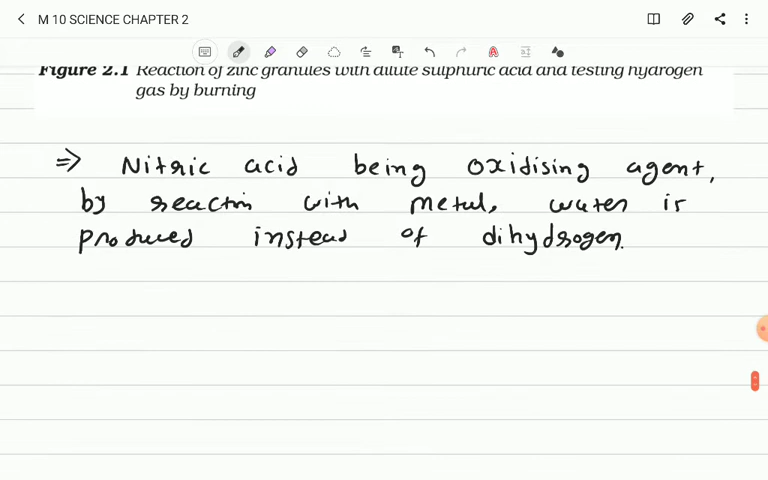 M 10 SCIENCE CHAPTER 2
Figure 2.1 Reaction of zinc granules with dilute sulphuric acid and testing hydrogen
gas by burning
⇒ Nitric acid being oxidising agent,
by reaction with metal, water is
produced instead of dihydrogen.